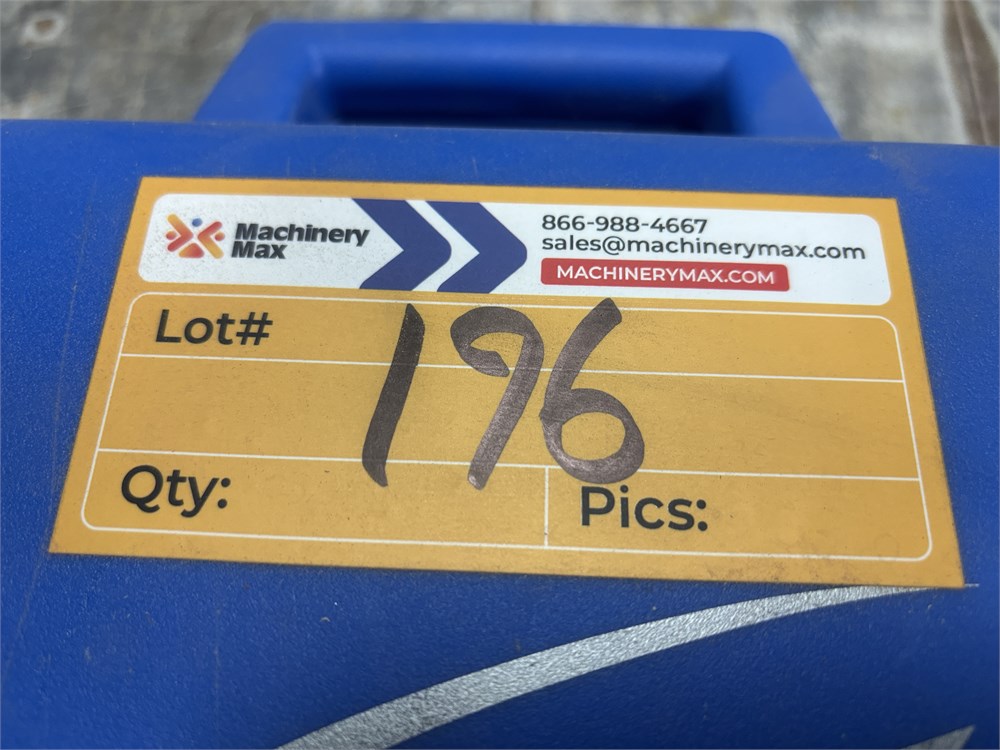 Machinery
Max
866-988-4667
sales@machinerymax.com
MACHINERYMAX.COM
Lot#
196
Qty:
Pics: